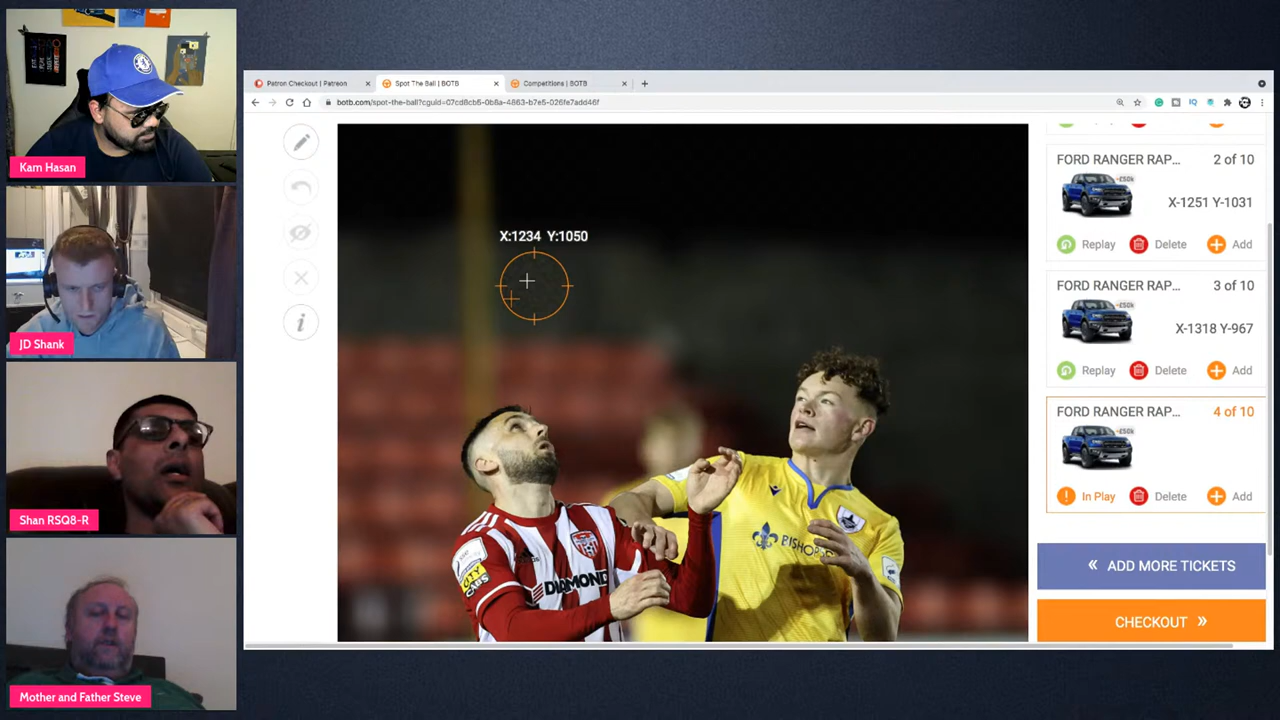 Kam Hasan
JD Shank
Shan RSQ8-R
Mother and Father Steve
Patron Checkout | Patreon
Spot The Ball | BOTB
Competitions | BOTB
botb.com/spot-the-ball?cguid=07cd8cb5-0b8a-4863-b7e5-026fe7add46f
X:1234 Y:1050
DIAMOND
CITY CABS
BISHOP
FORD RANGER RAP... 2 of 10
X-1251 Y-1031
Replay Delete Add
FORD RANGER RAP... 3 of 10
X-1318 Y-967
Replay Delete Add
FORD RANGER RAP... 4 of 10
In Play Delete Add
« ADD MORE TICKETS
CHECKOUT »